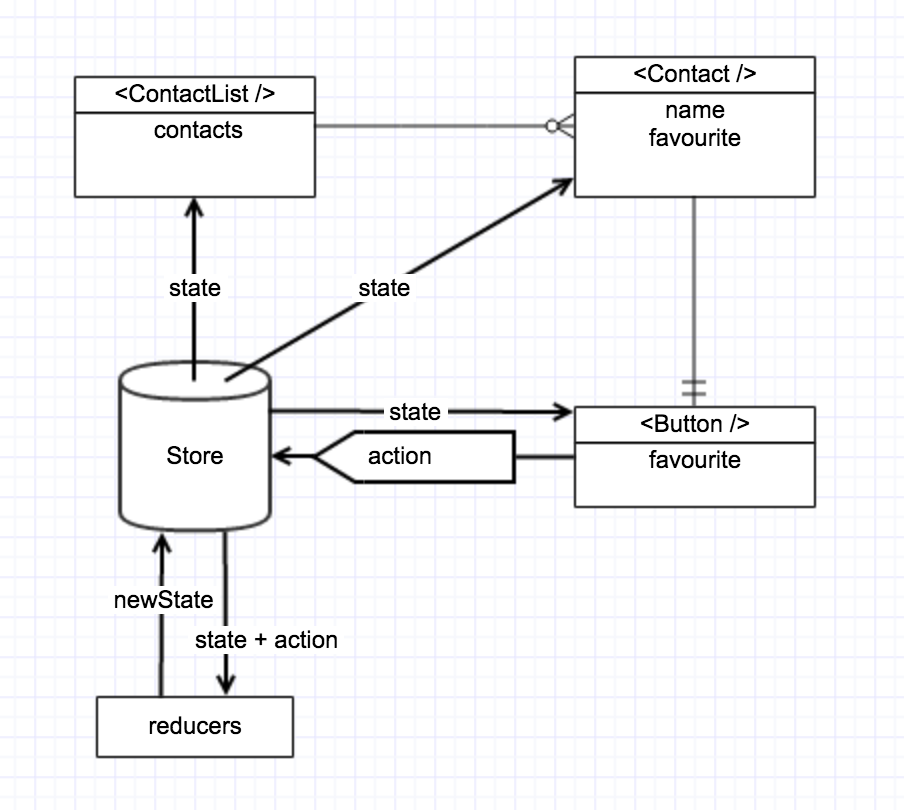 <ContactList />
contacts
<Contact />
name
favourite
state
state
state
Store
action
<Button />
favourite
newState
state + action
reducers